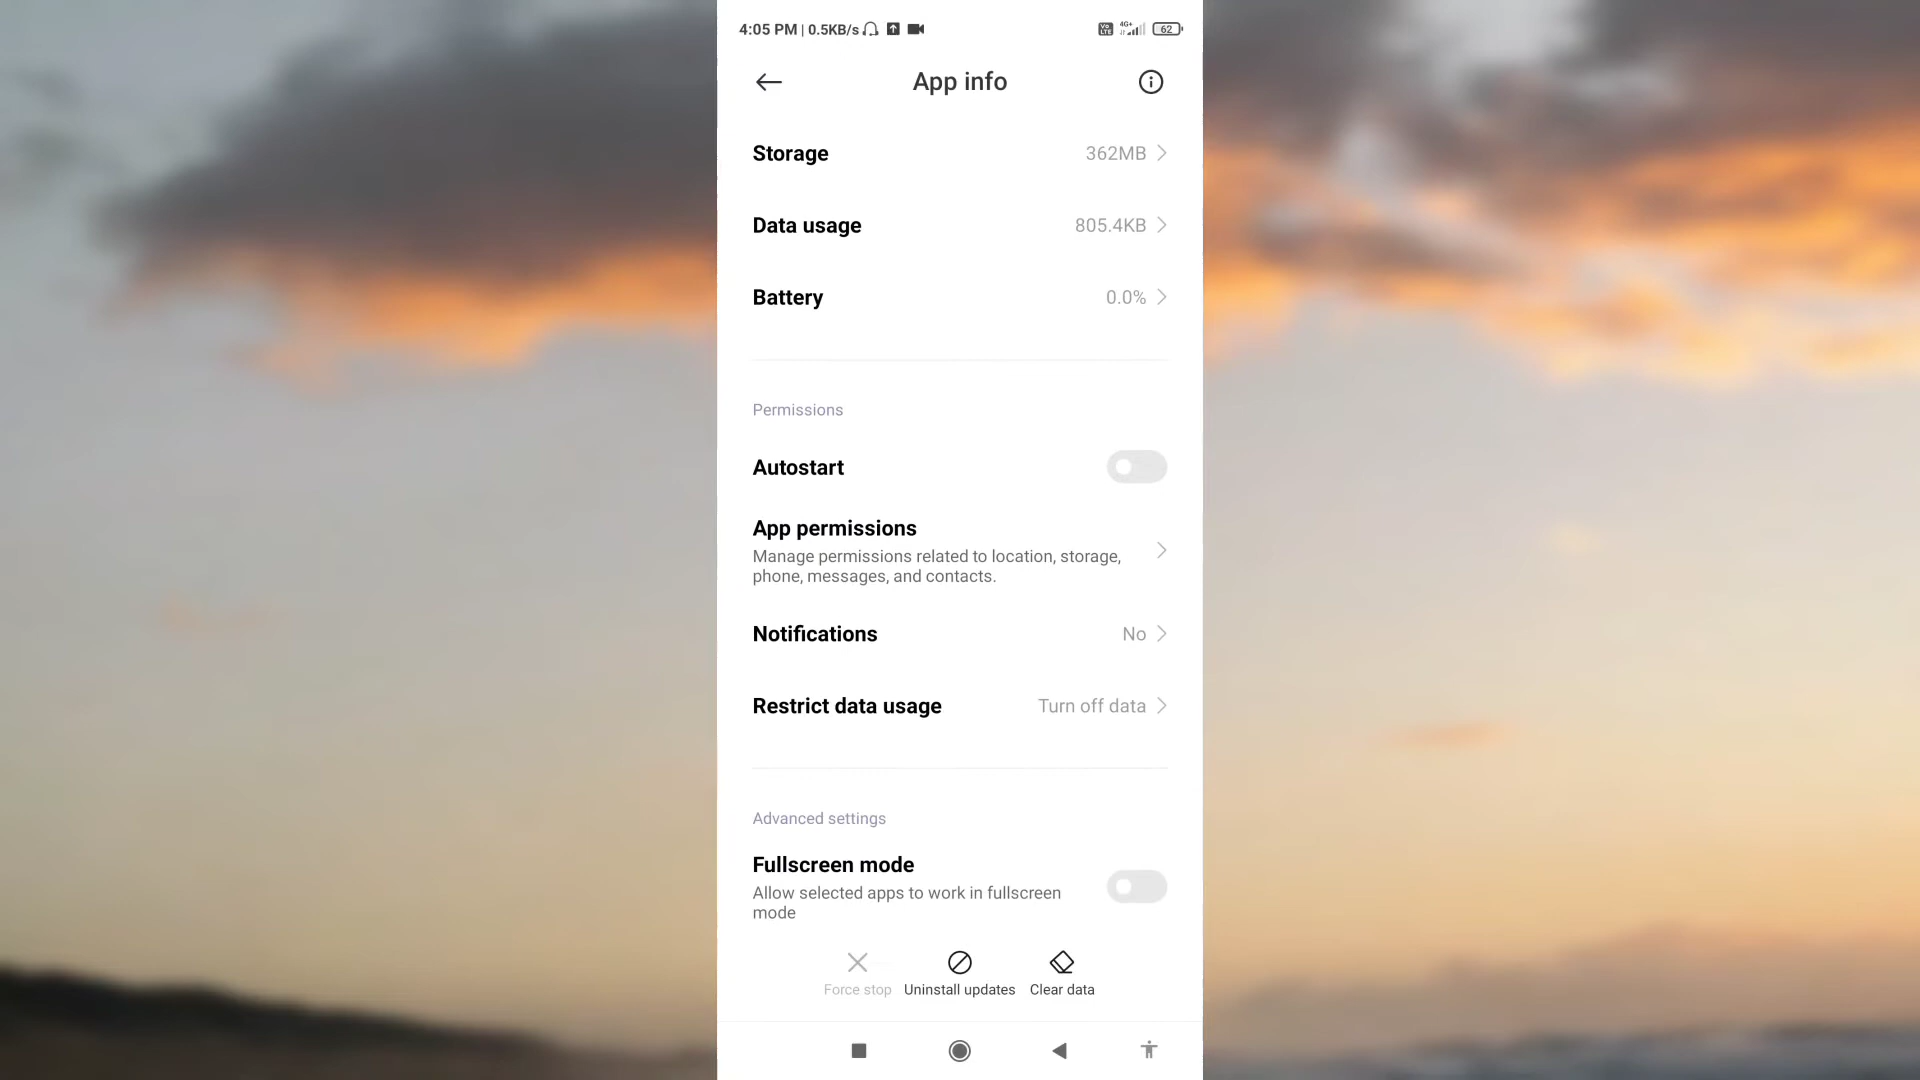 4:05 PM | 0.5KB/s
4G+
62
App info
Storage 362MB
Data usage 805.4KB
Battery 0.0%
Permissions
Autostart
App permissions
Manage permissions related to location, storage,
phone, messages, and contacts.
Notifications No
Restrict data usage Turn off data
Advanced settings
Fullscreen mode
Allow selected apps to work in fullscreen
mode
Force stop Uninstall updates Clear data